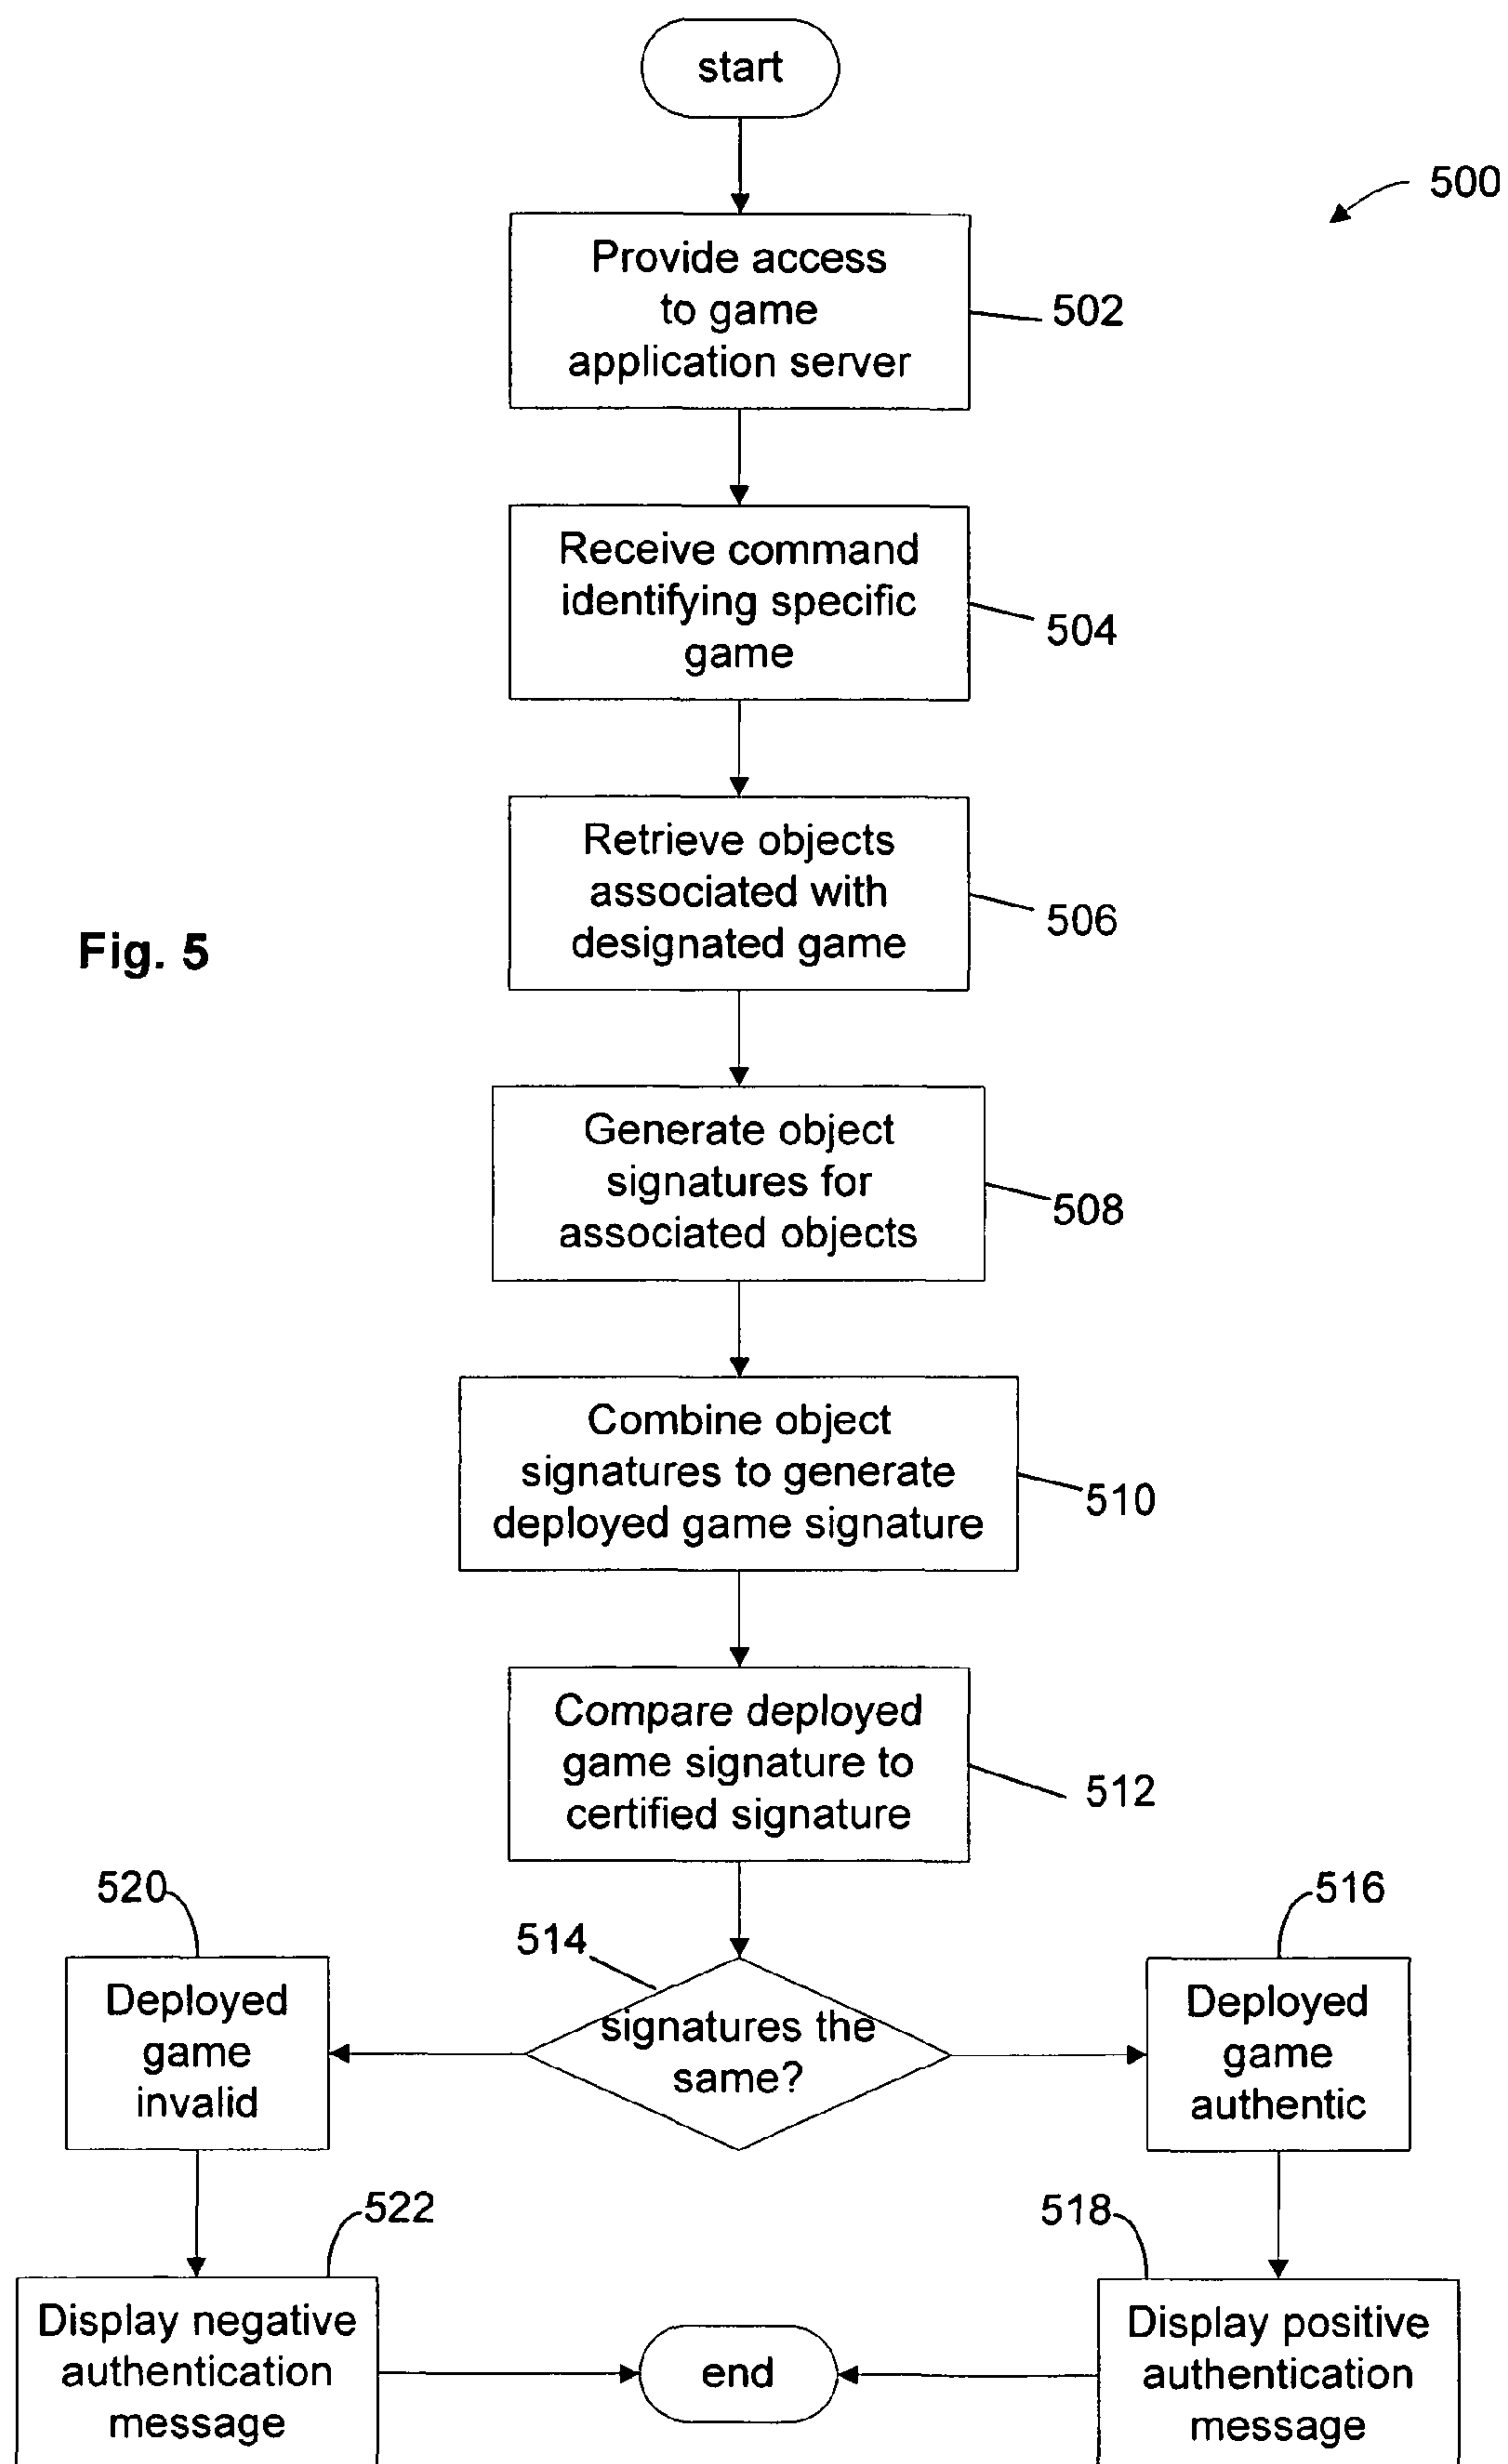 start
500
Provide access
to game
application server
502
Receive command
identifying specific
game
504
Retrieve objects
associated with
designated game
506
Fig. 5
Generate object
signatures for
associated objects
508
Combine object
signatures to generate
deployed game signature
510
Compare deployed
game signature to
certified signature
512
520
516
514
Deployed
game
invalid
signatures the
same?
Deployed
game
authentic
522
518
Display negative
authentication
message
end
Display positive
authentication
message